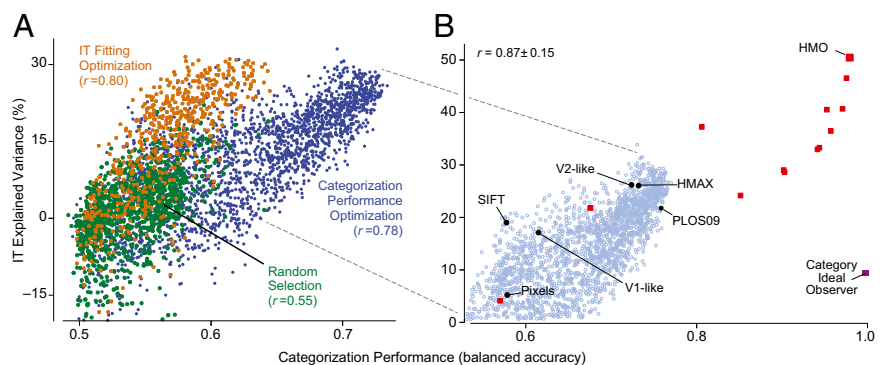 A
IT Fitting
Optimization
(r=0.80)
IT Explained Variance (%)
30
15
0
−15
0.5
0.6
0.7
Categorization
Performance
Optimization
(r=0.78)
Random
Selection
(r=0.55)
B
r = 0.87± 0.15
HMO
50
40
30
20
10
0
V2-like
HMAX
SIFT
PLOS09
Pixels
V1-like
Category
Ideal
Observer
0.6
0.8
1.0
Categorization Performance (balanced accuracy)